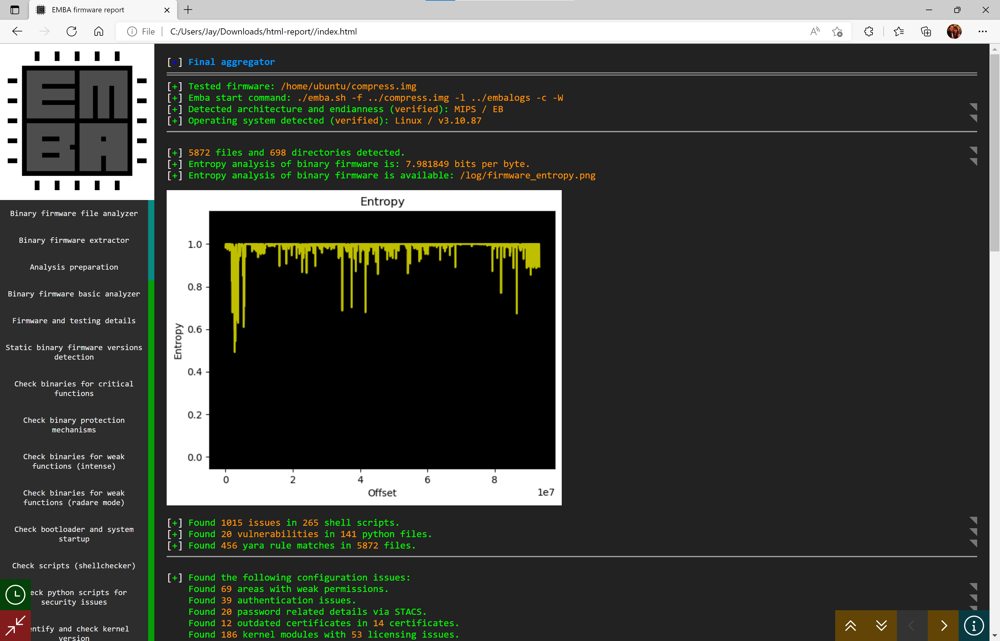 EMBA firmware report
File
C:/Users/Jay/Downloads/html-report//index.html
EM
BA
Binary firmware file analyzer
Binary firmware extractor
Analysis preparation
Binary firmware basic analyzer
Firmware and testing details
Static binary firmware versions
detection
Check binaries for critical
functions
Check binary protection
mechanisms
Check binaries for weak
functions (intense)
Check binaries for weak
functions (radare mode)
Check bootloader and system
startup
Check scripts (shellchecker)
eck python scripts for
security issues
entify and check kernel
version
[+] Final aggregator
[+] Tested firmware: /home/ubuntu/compress.img
[+] Emba start command: ./emba.sh -f ../compress.img -l ../embalogs -c -W
[+] Detected architecture and endianness (verified): MIPS / EB
[+] Operating system detected (verified): Linux / v3.10.87
[+] 5872 files and 698 directories detected.
[+] Entropy analysis of binary firmware is: 7.981849 bits per byte.
[+] Entropy analysis of binary firmware is available: /log/firmware_entropy.png
Entropy
1.0
0.8
0.6
0.4
0.2
0.0
Entropy
0 2 4 6 8
Offset
1e7
[+] Found 1015 issues in 265 shell scripts.
[+] Found 20 vulnerabilities in 141 python files.
[+] Found 456 yara rule matches in 5872 files.
[+] Found the following configuration issues:
Found 69 areas with weak permissions.
Found 39 authentication issues.
Found 20 password related details via STACS.
Found 12 outdated certificates in 14 certificates.
Found 186 kernel modules with 53 licensing issues.